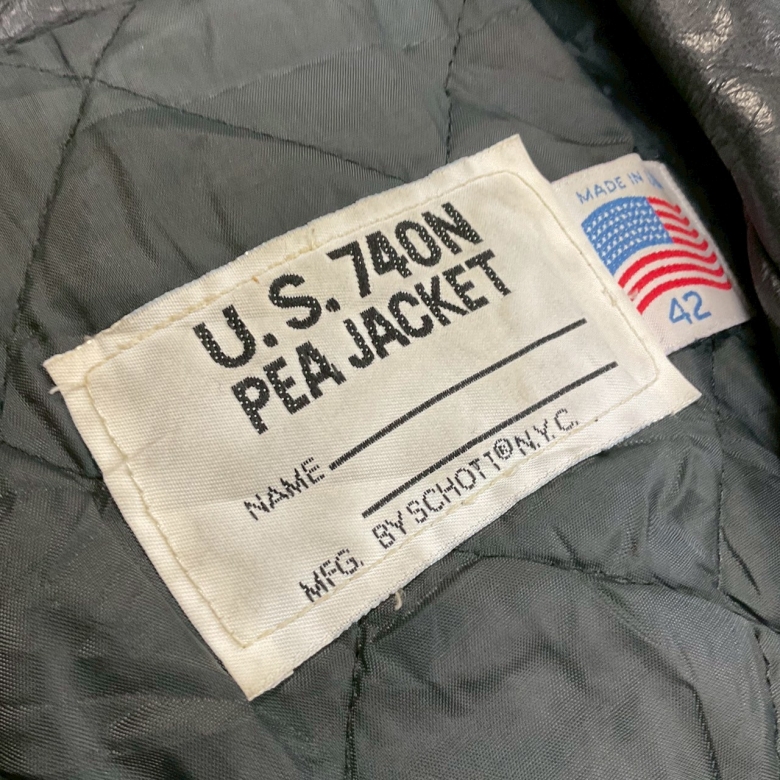 U.S. 740N
PEA JACKET
NAME
MFG. BY SCHOTT® N.Y.C.
MADE IN
42